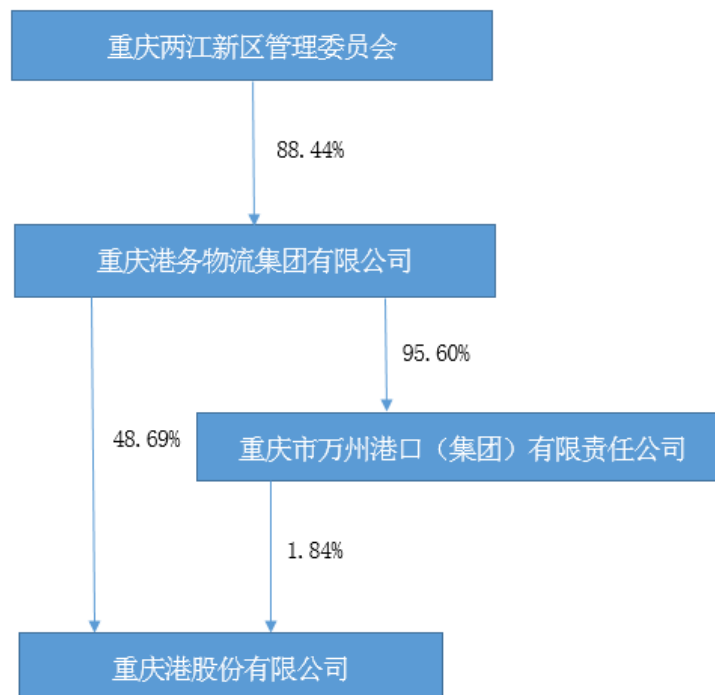 重庆两江新区管理委员会
88.44%
重庆港务物流集团有限公司
95.60%
48.69%
重庆市万州港口（集团）有限责任公司
1.84%
重庆港股份有限公司